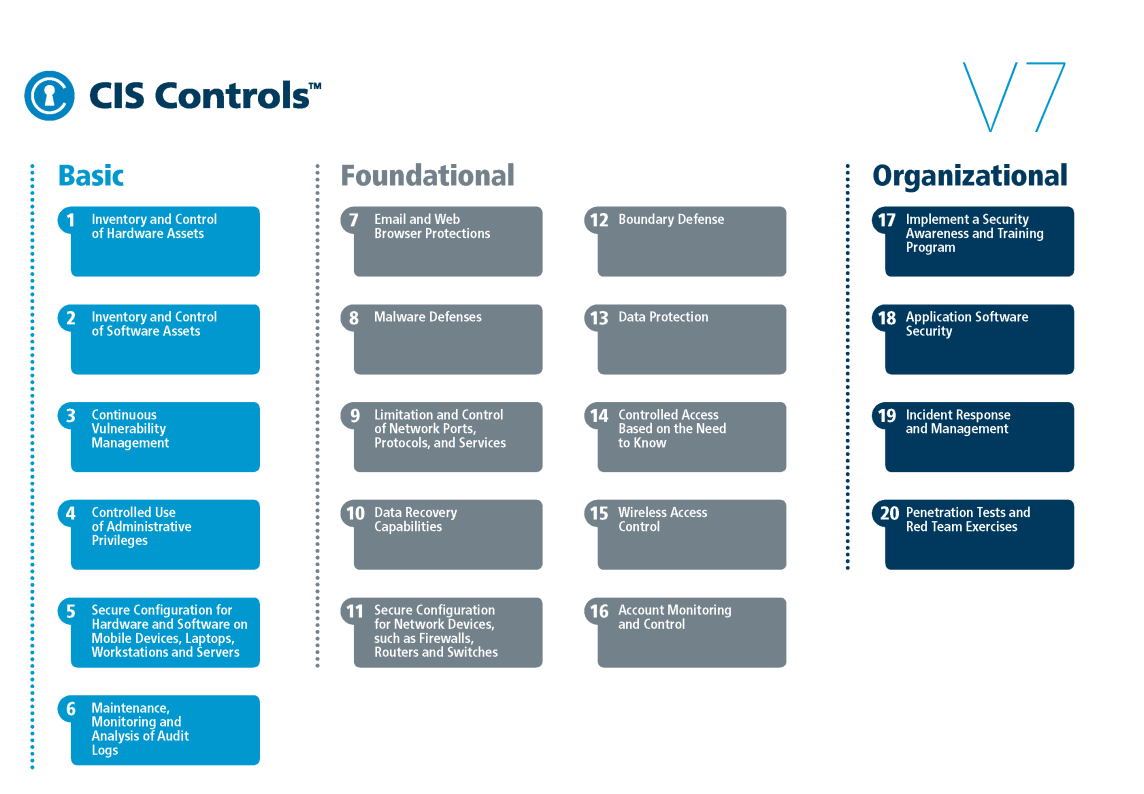 CIS Controls™
V7
Basic
1
Inventory and Control
of Hardware Assets
2
Inventory and Control
of Software Assets
3
Continuous
Vulnerability
Management
4
Controlled Use
of Administrative
Privileges
5
Secure Configuration for
Hardware and Software on
Mobile Devices, Laptops,
Workstations and Servers
6
Maintenance,
Monitoring and
Analysis of Audit
Logs
Foundational
7
Email and Web
Browser Protections
8
Malware Defenses
9
Limitation and Control
of Network Ports,
Protocols, and Services
10
Data Recovery
Capabilities
11
Secure Configuration
for Network Devices,
such as Firewalls,
Routers and Switches
12
Boundary Defense
13
Data Protection
14
Controlled Access
Based on the Need
to Know
15
Wireless Access
Control
16
Account Monitoring
and Control
Organizational
17
Implement a Security
Awareness and Training
Program
18
Application Software
Security
19
Incident Response
and Management
20
Penetration Tests and
Red Team Exercises